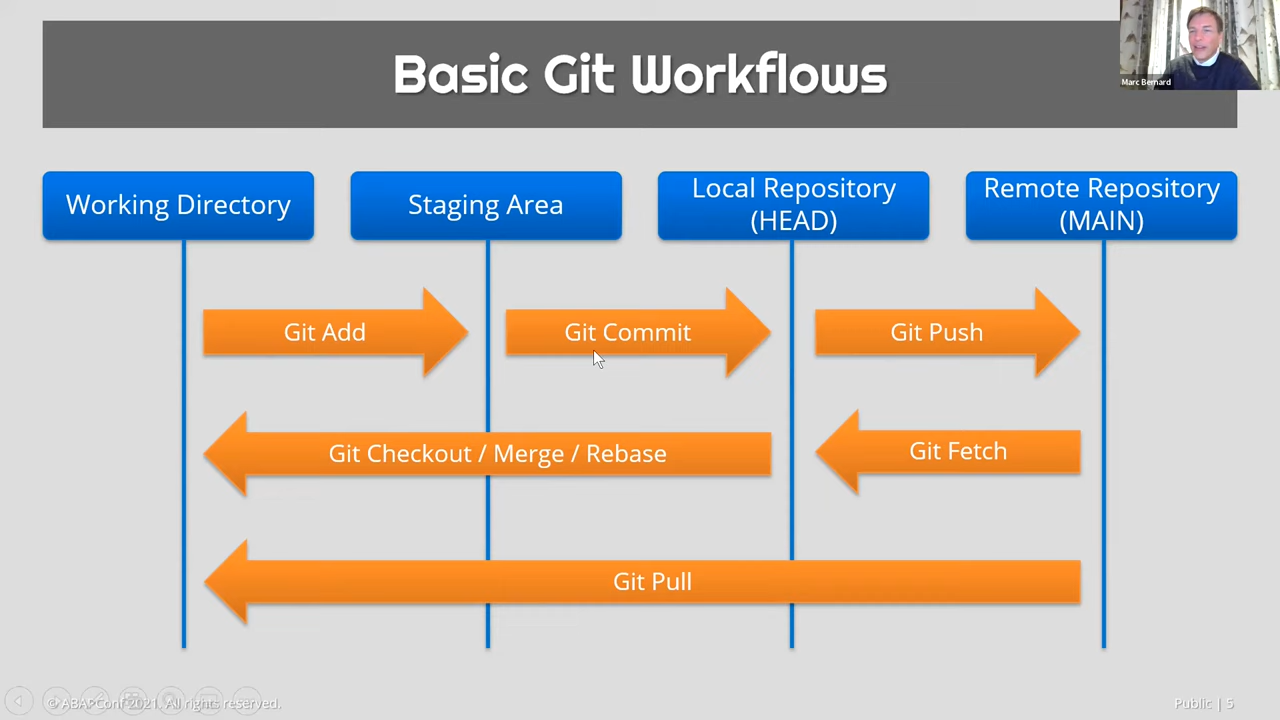 Basic Git Workflows
Marc Bernard
Working Directory
Staging Area
Local Repository
(HEAD)
Remote Repository
(MAIN)
Git Add
Git Commit
Git Push
Git Checkout / Merge / Rebase
Git Fetch
Git Pull
© ABAPConf 2021. All rights reserved.
Public | 5